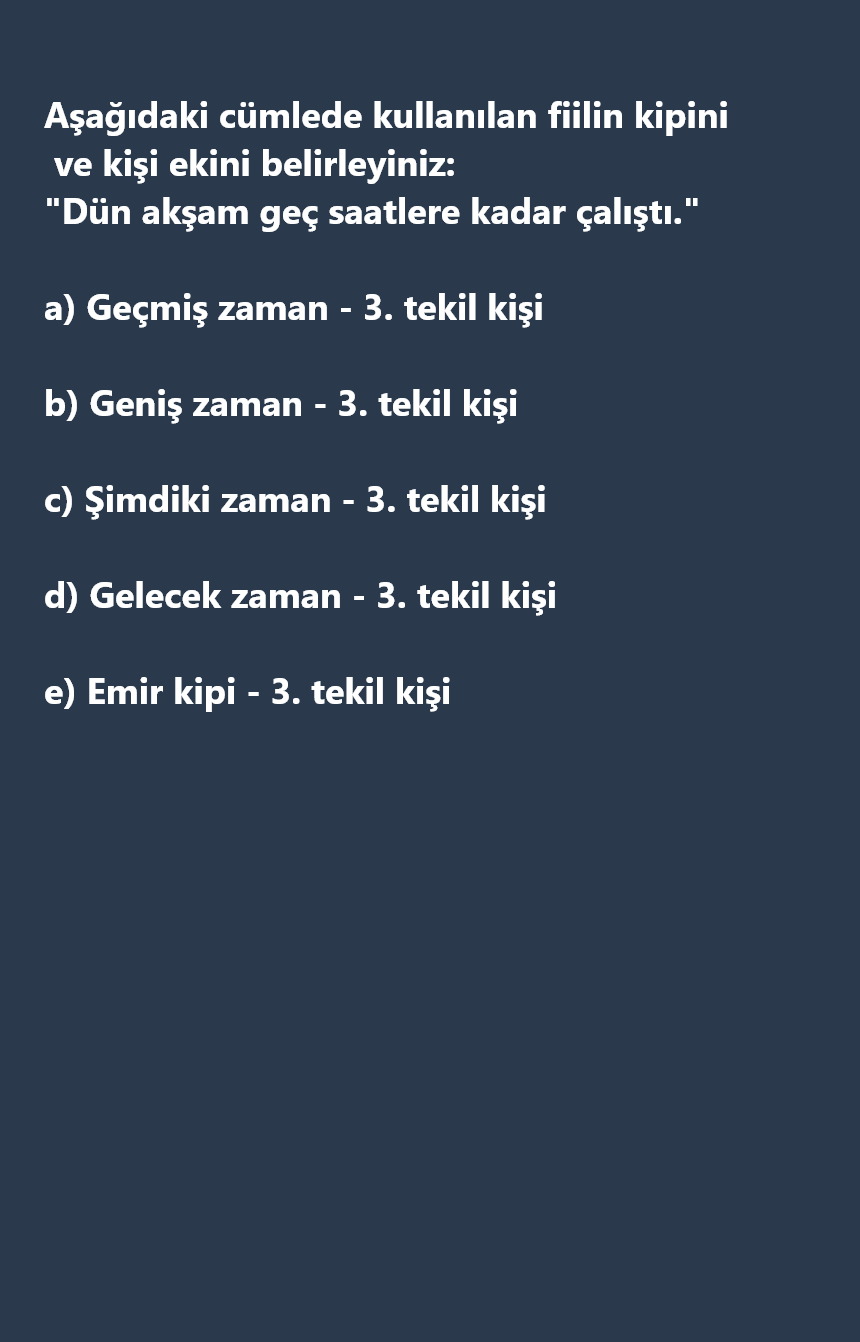 Aşağıdaki cümlede kullanılan fiilin kipini
ve kişi ekini belirleyiniz:
"Dün akşam geç saatlere kadar çalıştı."
a) Geçmiş zaman - 3. tekil kişi
b) Geniş zaman - 3. tekil kişi
c) Şimdiki zaman - 3. tekil kişi
d) Gelecek zaman - 3. tekil kişi
e) Emir kipi - 3. tekil kişi